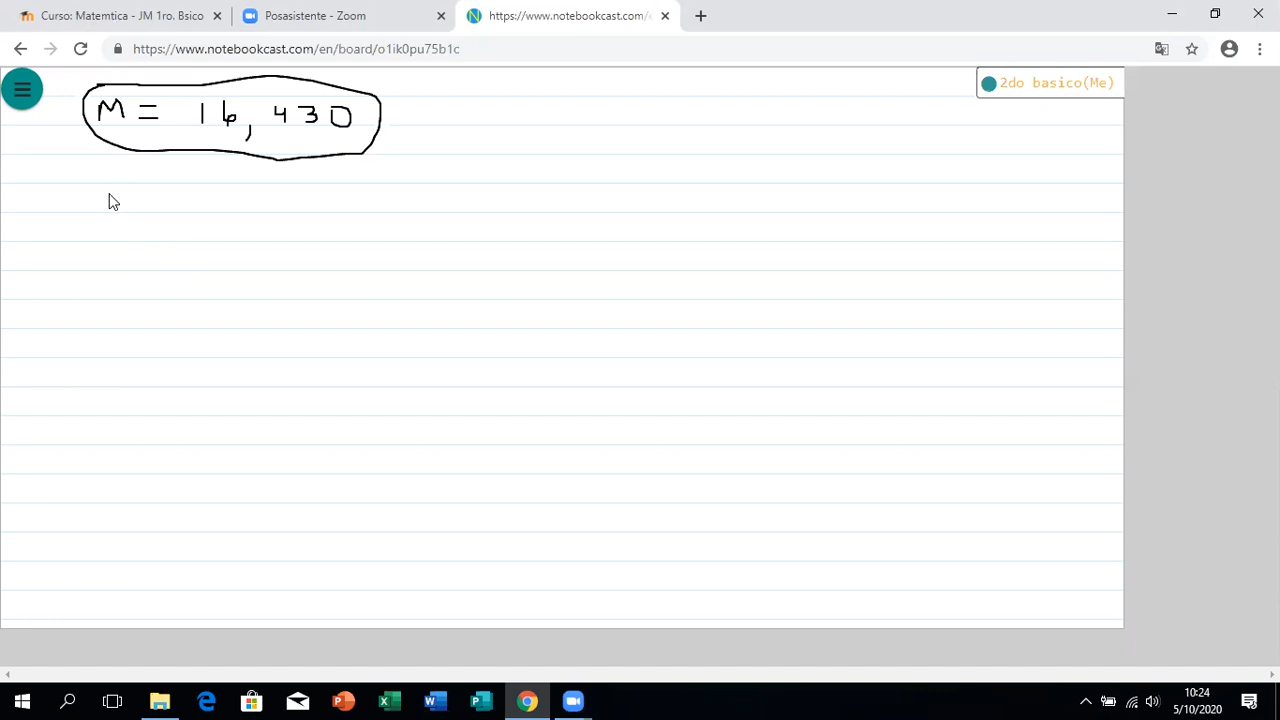 Curso: Matemtica - JM 1ro. Bsico
Posasistente - Zoom
https://www.notebookcast.com/e
https://www.notebookcast.com/en/board/o1ik0pu75b1c
2do basico(Me)
M = 16,430
10:24
5/10/2020